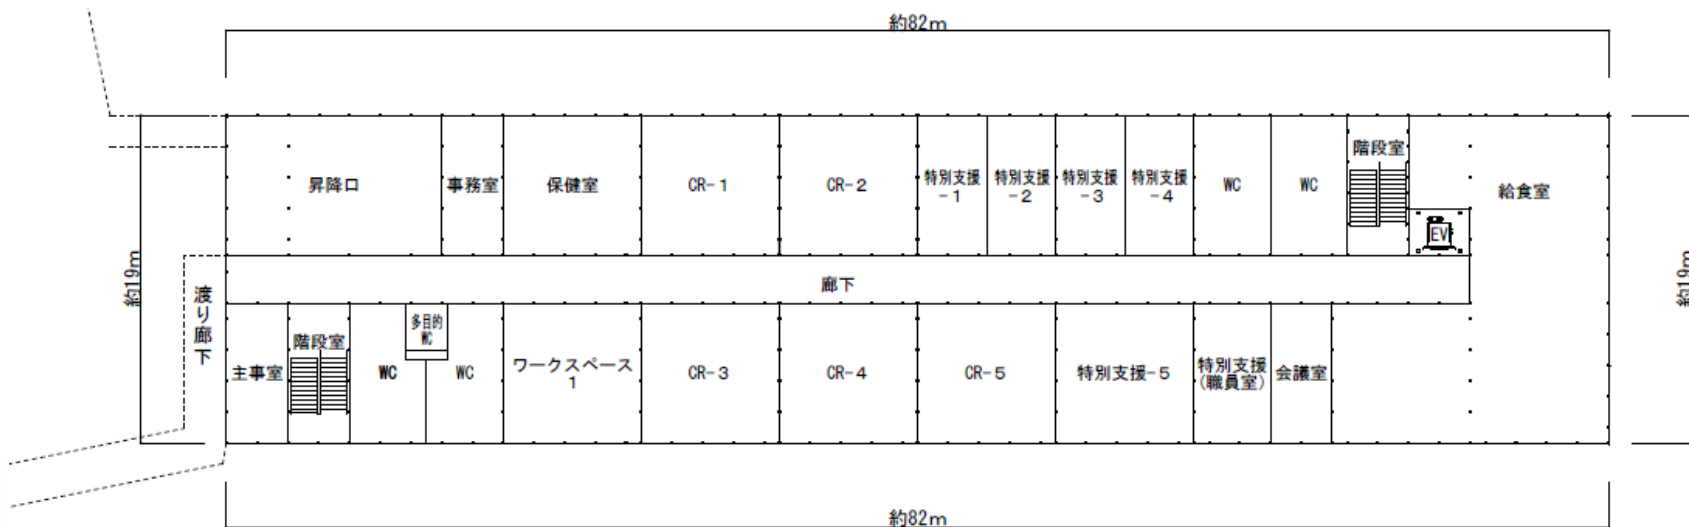 約82m
階段室
昇降口
事務室
保健室
CR-1
CR-2
特別支援
-1
特別支援
-2
特別支援
-3
特別支援
-4
WC
WC
給食室
EV
約19m
約19m
廊下
渡り廊下
多目的
WC
階段室
主事室
WC
WC
ワークスペース
1
CR-3
CR-4
CR-5
特別支援-5
特別支援
(職員室)
会議室
約82m